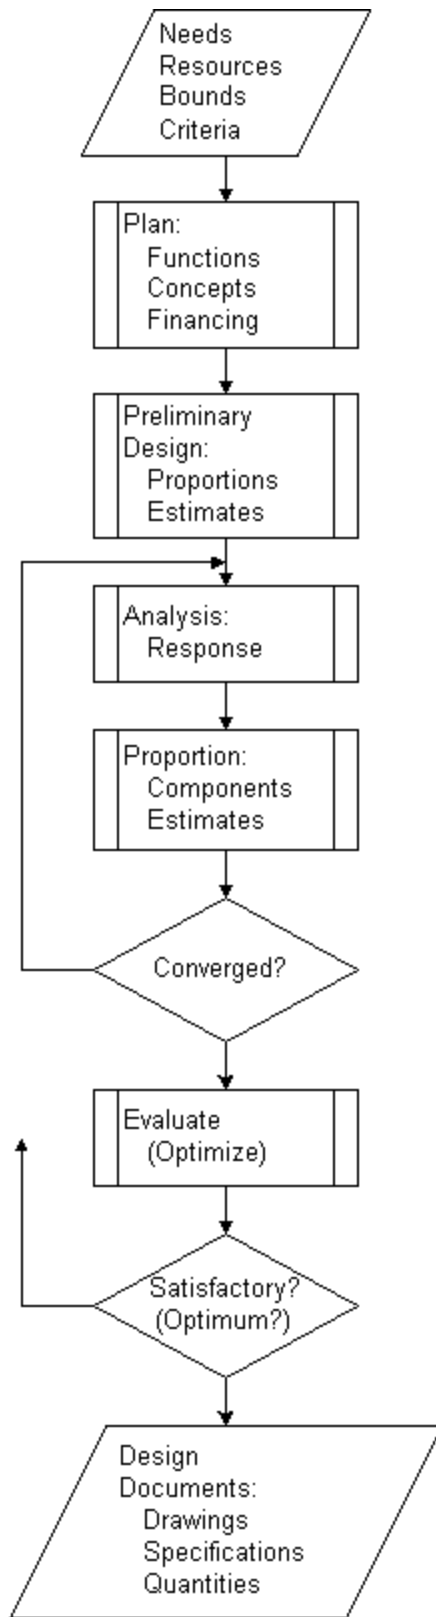 Needs
Resources
Bounds
Criteria
Plan:
Functions
Concepts
Financing
Preliminary
Design:
Proportions
Estimates
Analysis:
Response
Proportion:
Components
Estimates
Converged?
Evaluate
(Optimize)
Satisfactory?
(Optimum?)
Design
Documents:
Drawings
Specifications
Quantities